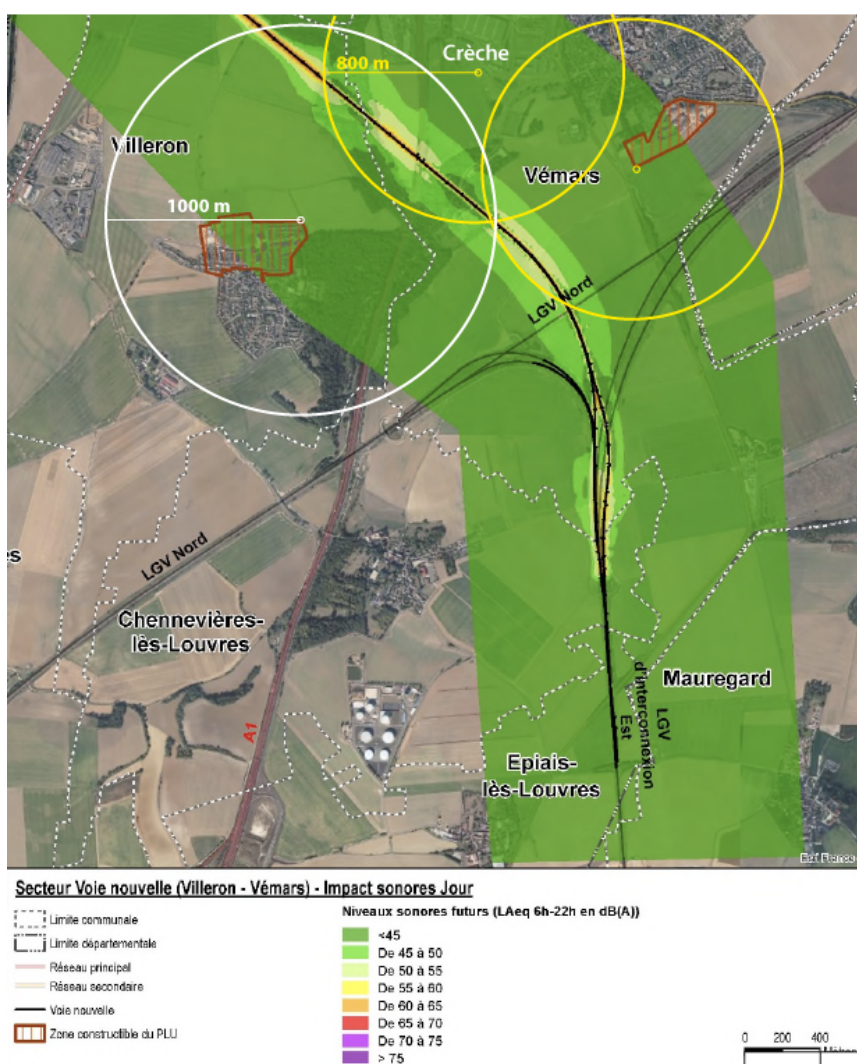 Crèche
800 m
Villeron
Vémars
1000 m
LGV Nord
LGV Nord
Chennevières-
lès-Louvres
A1
Mauregard
LGV
d'interconnexion
Est
Epiais-
lès-Louvres
es
Esri France
Secteur Voie nouvelle (Villeron - Vémars) - Impact sonores Jour
Limite communale
Limite départementale
Réseau principal
Réseau secondaire
Voie nouvelle
Zone constructible du PLU
Niveaux sonores futurs (LAeq 6h-22h en dB(A))
<45
De 45 à 50
De 50 à 55
De 55 à 60
De 60 à 65
De 65 à 70
De 70 à 75
> 75
0 200 400